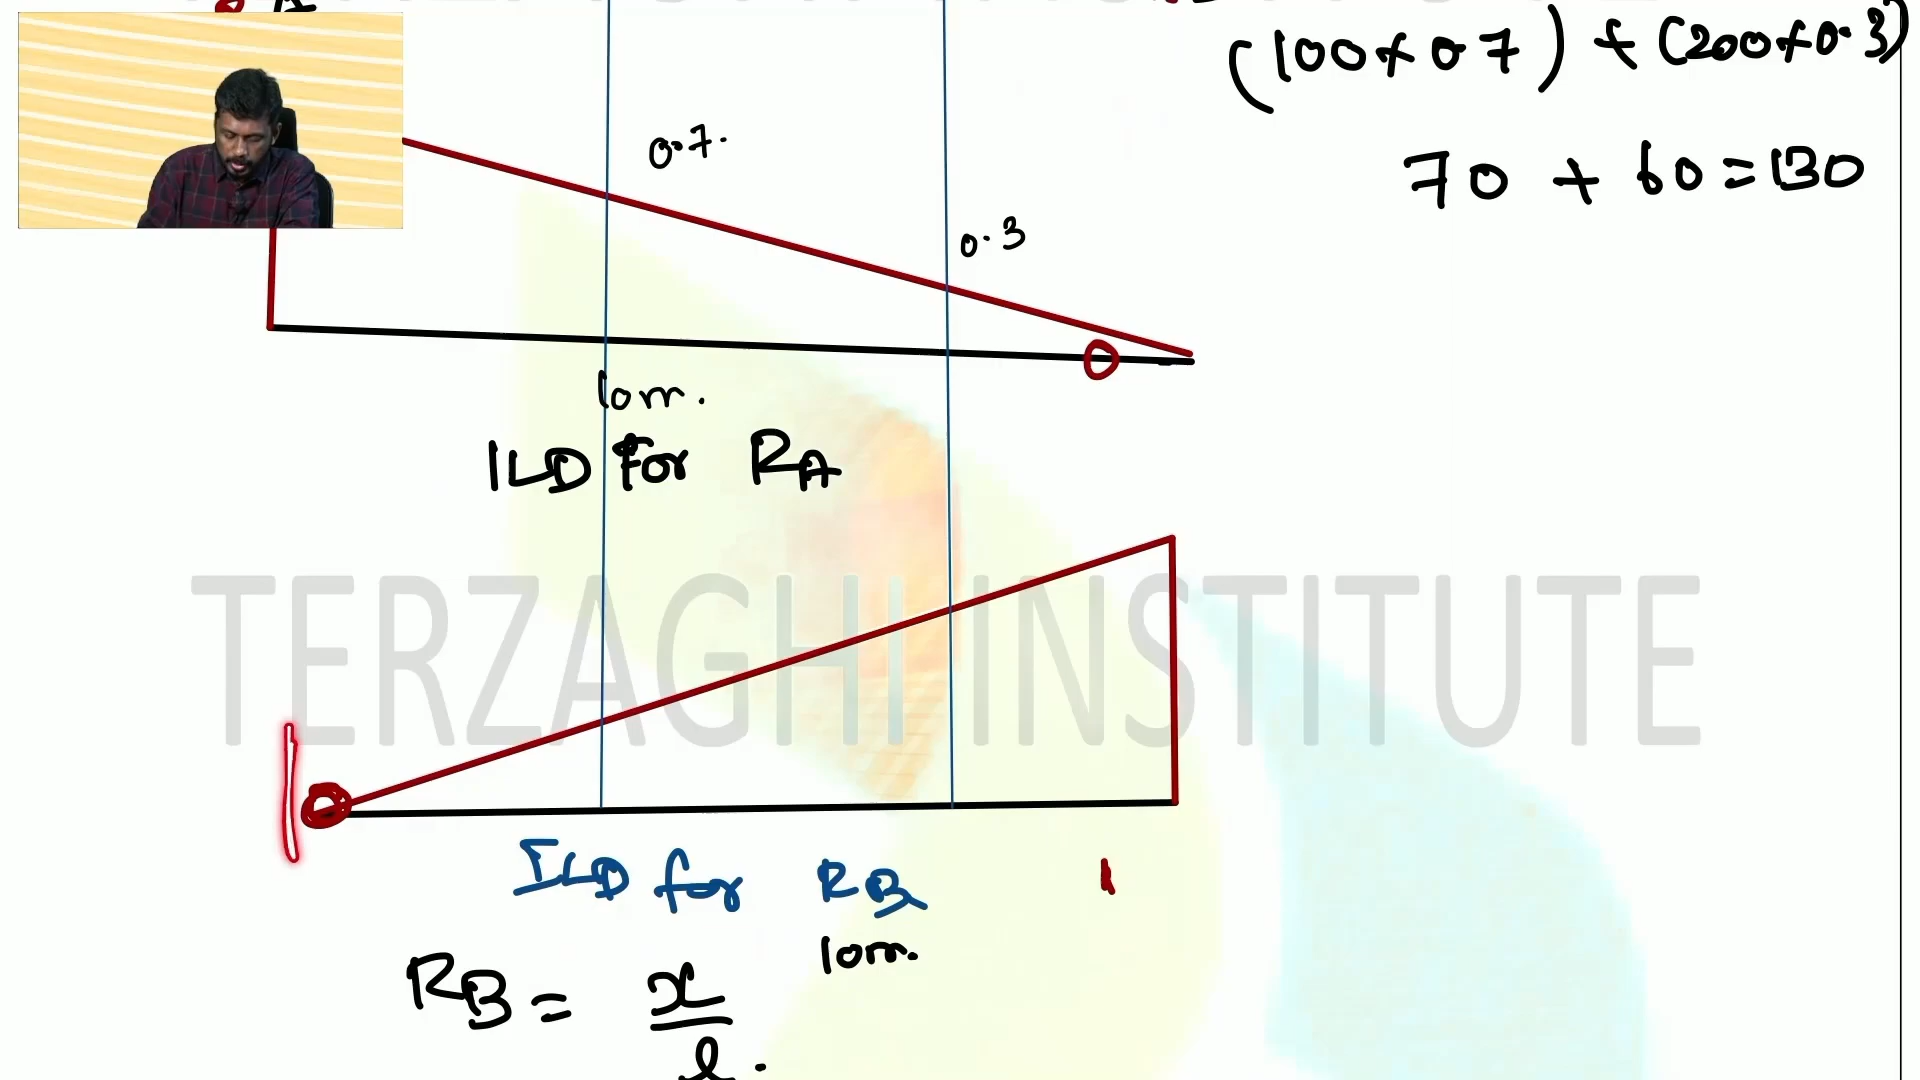 (100 × 0.7) + (200 × 0.3)
70 + 60 = 130
0.7.
0.3
10m.
ILD for RA
TERZAGHI INSTITUTE
ILD for RB
1
10m.
RB = x/l.